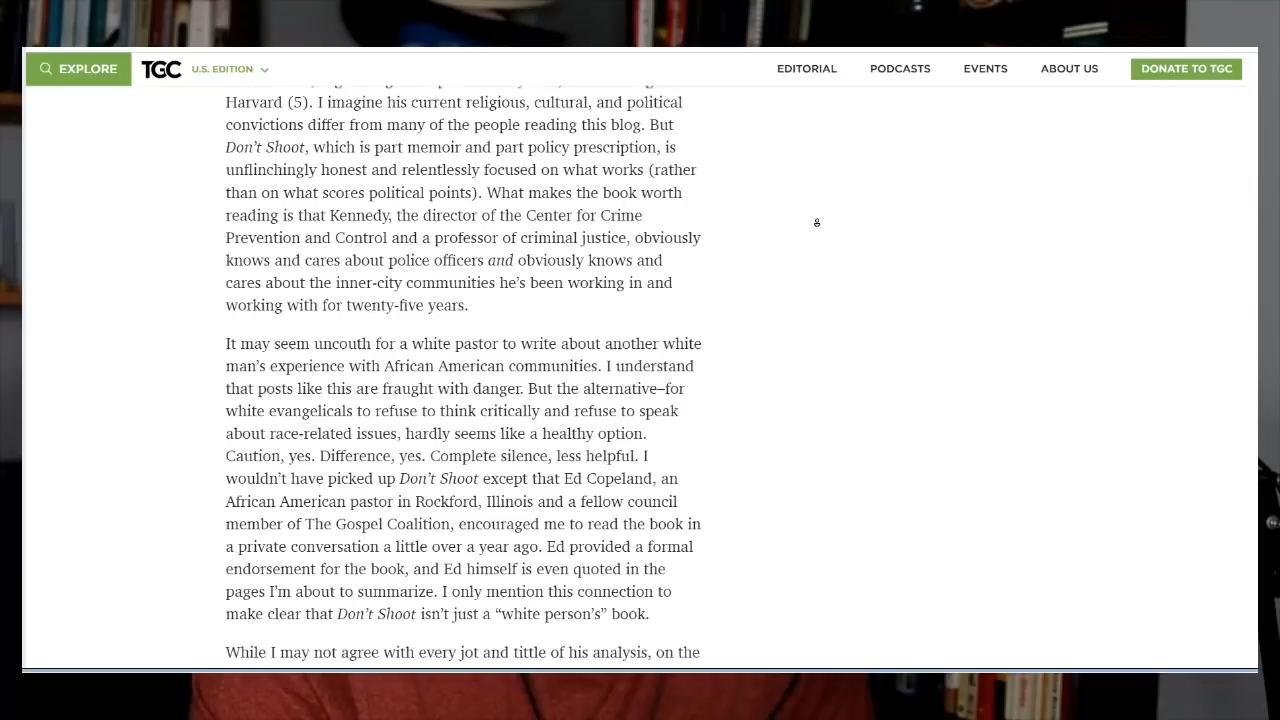 EXPLORE
TGC
U.S. EDITION
EDITORIAL
PODCASTS
EVENTS
ABOUT US
DONATE TO TGC
Harvard (5). I imagine his current religious, cultural, and political
convictions differ from many of the people reading this blog. But
Don’t Shoot, which is part memoir and part policy prescription, is
unflinchingly honest and relentlessly focused on what works (rather
than on what scores political points). What makes the book worth
reading is that Kennedy, the director of the Center for Crime
Prevention and Control and a professor of criminal justice, obviously
knows and cares about police officers and obviously knows and
cares about the inner-city communities he’s been working in and
working with for twenty-five years.
It may seem uncouth for a white pastor to write about another white
man’s experience with African American communities. I understand
that posts like this are fraught with danger. But the alternative–for
white evangelicals to refuse to think critically and refuse to speak
about race-related issues, hardly seems like a healthy option.
Caution, yes. Difference, yes. Complete silence, less helpful. I
wouldn’t have picked up Don’t Shoot except that Ed Copeland, an
African American pastor in Rockford, Illinois and a fellow council
member of The Gospel Coalition, encouraged me to read the book in
a private conversation a little over a year ago. Ed provided a formal
endorsement for the book, and Ed himself is even quoted in the
pages I’m about to summarize. I only mention this connection to
make clear that Don’t Shoot isn’t just a “white person’s” book.
While I may not agree with every jot and tittle of his analysis, on the